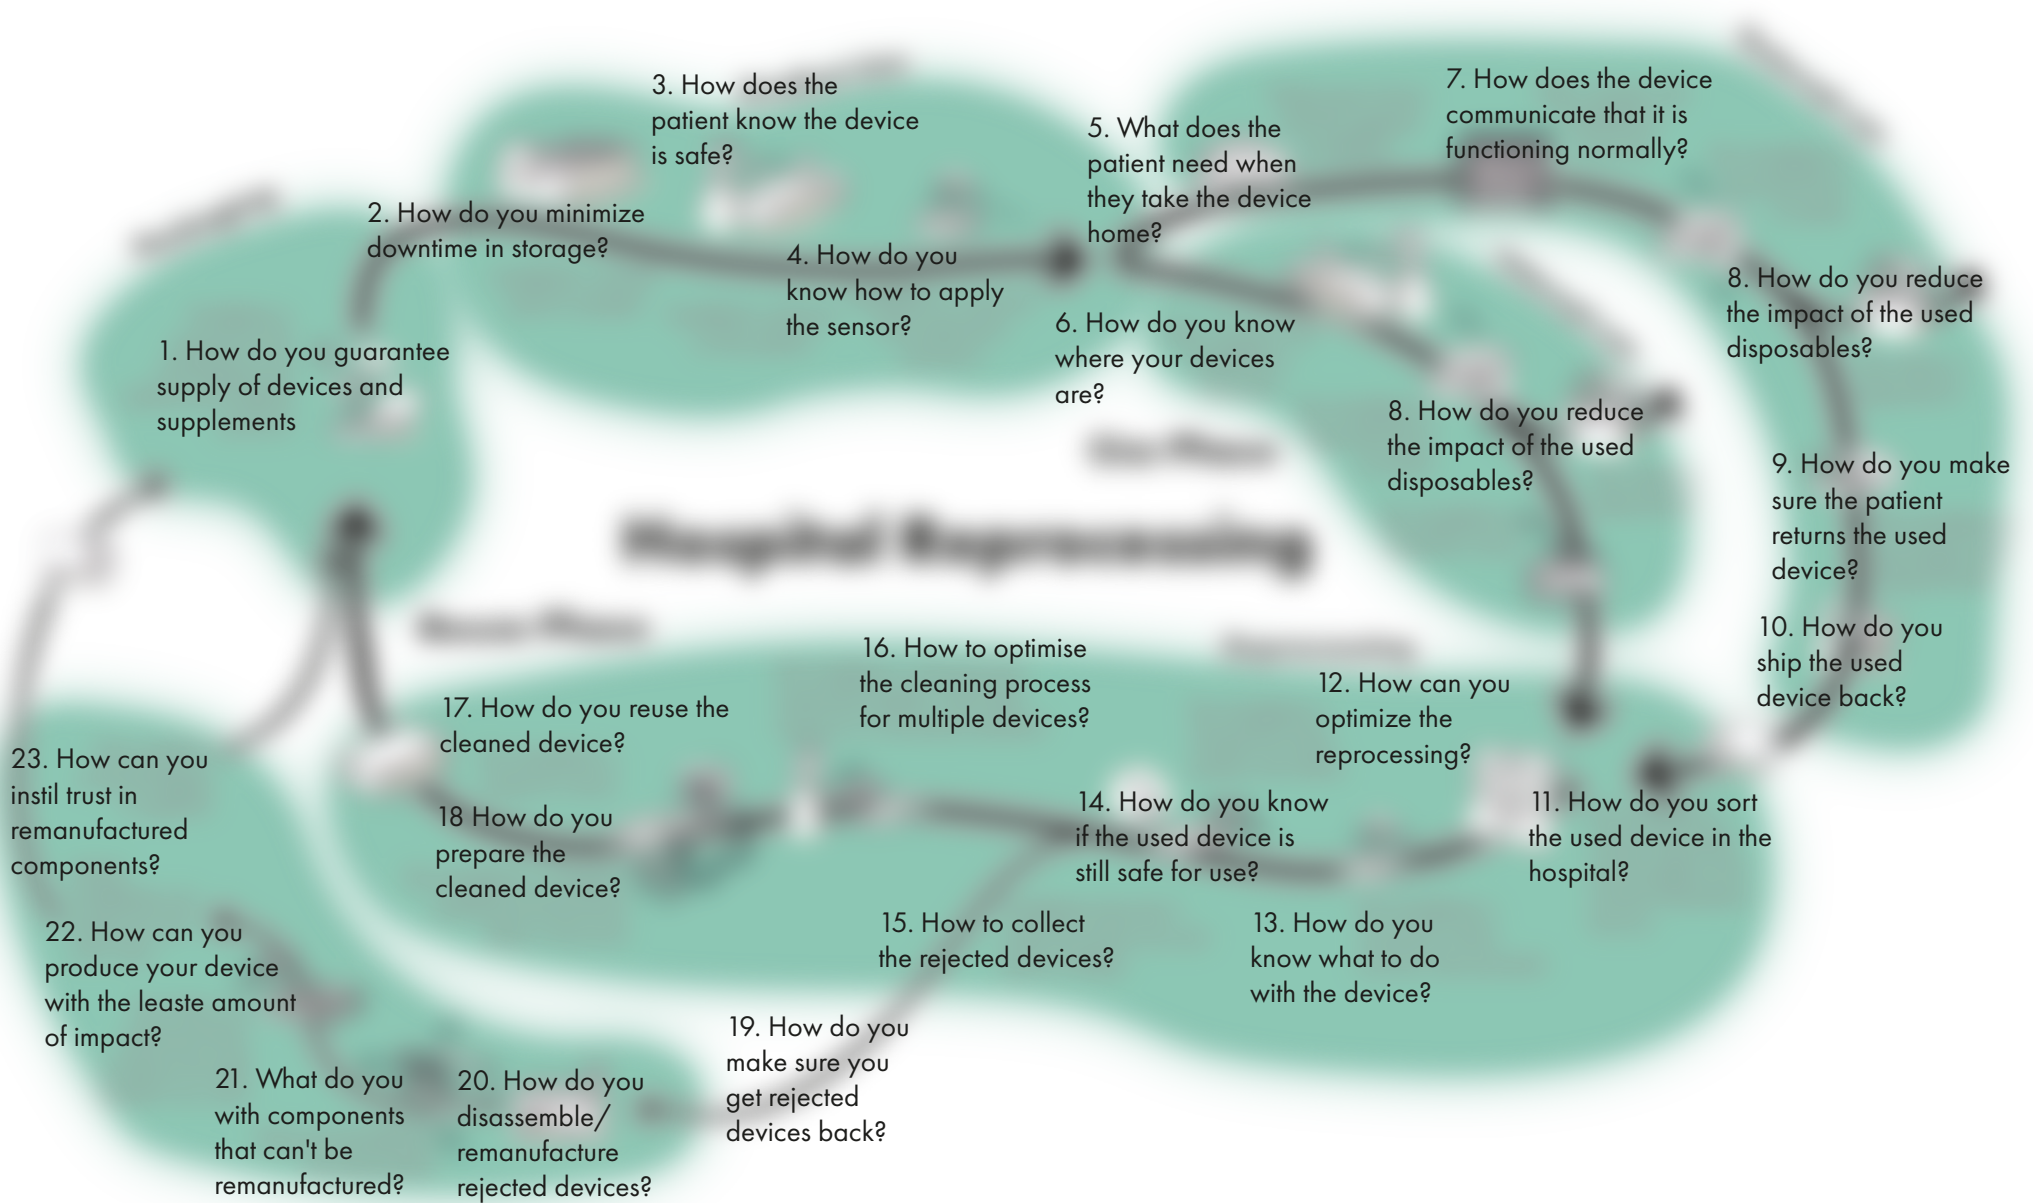 1. How do you guarantee
supply of devices and
supplements
2. How do you minimize
downtime in storage?
3. How does the
patient know the device
is safe?
4. How do you
know how to apply
the sensor?
5. What does the
patient need when
they take the device
home?
6. How do you know
where your devices
are?
7. How does the device
communicate that it is
functioning normally?
8. How do you reduce
the impact of the used
disposables?
8. How do you reduce
the impact of the used
disposables?
9. How do you make
sure the patient
returns the used
device?
10. How do you
ship the used
device back?
Hospital Reprocessing
11. How do you sort
the used device in the
hospital?
12. How can you
optimize the
reprocessing?
13. How do you
know what to do
with the device?
14. How do you know
if the used device is
still safe for use?
15. How to collect
the rejected devices?
16. How to optimise
the cleaning process
for multiple devices?
17. How do you reuse the
cleaned device?
18 How do you
prepare the
cleaned device?
19. How do you
make sure you
get rejected
devices back?
20. How do you
disassemble/
remanufacture
rejected devices?
21. What do you
with components
that can't be
remanufactured?
22. How can you
produce your device
with the leaste amount
of impact?
23. How can you
instil trust in
remanufactured
components?